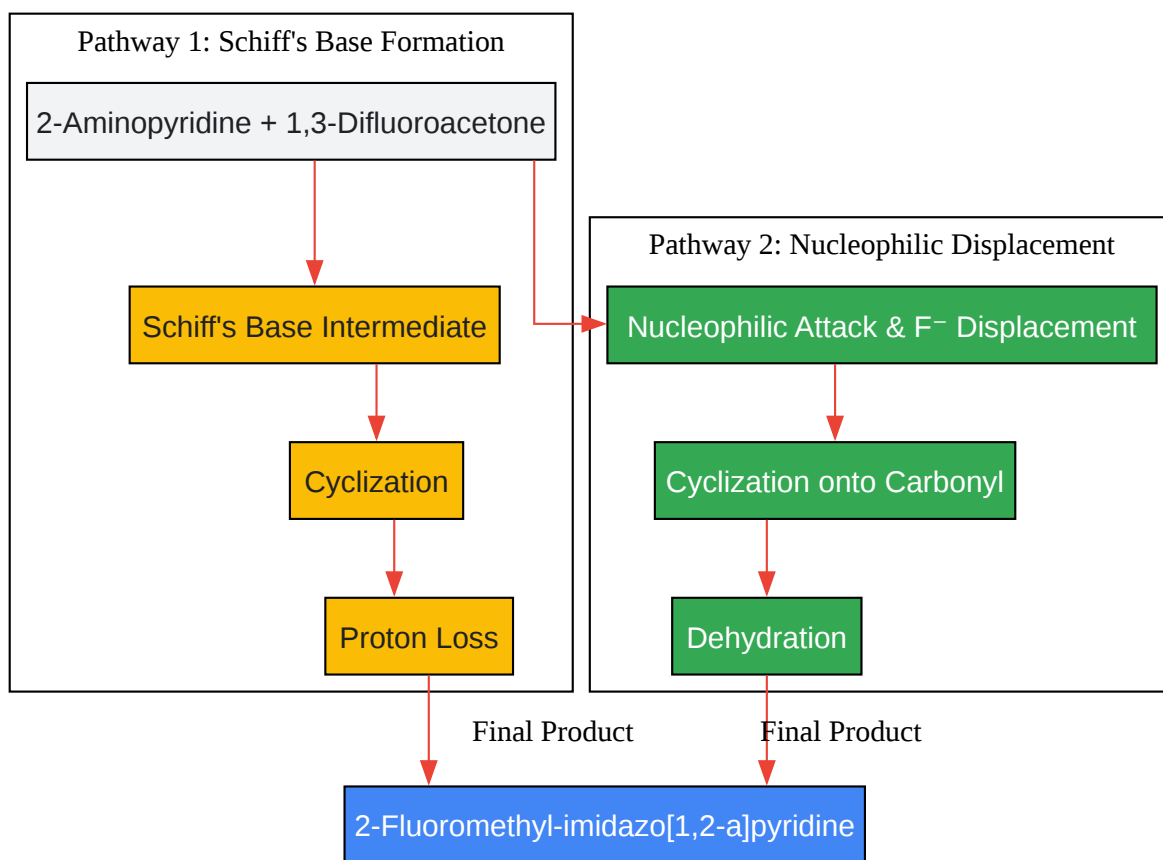 Pathway 1: Schiff's Base Formation
2-Aminopyridine + 1,3-Difluoroacetone
Schiff's Base Intermediate
Cyclization
Proton Loss
Pathway 2: Nucleophilic Displacement
Nucleophilic Attack & F⁻ Displacement
Cyclization onto Carbonyl
Dehydration
Final Product
Final Product
2-Fluoromethyl-imidazo[1,2-a]pyridine